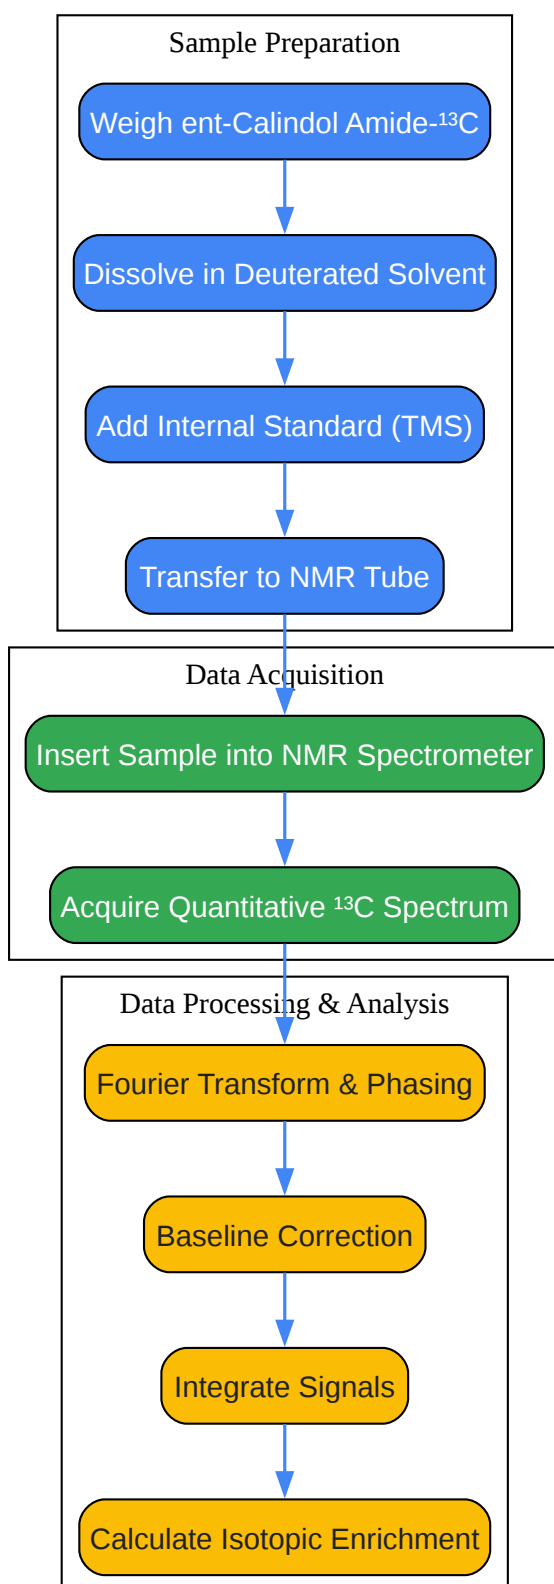 Sample Preparation
Weigh ent-Calindol Amide-¹³C
Dissolve in Deuterated Solvent
Add Internal Standard (TMS)
Transfer to NMR Tube
Data Acquisition
Insert Sample into NMR Spectrometer
Acquire Quantitative ¹³C Spectrum
Data Processing & Analysis
Fourier Transform & Phasing
Baseline Correction
Integrate Signals
Calculate Isotopic Enrichment